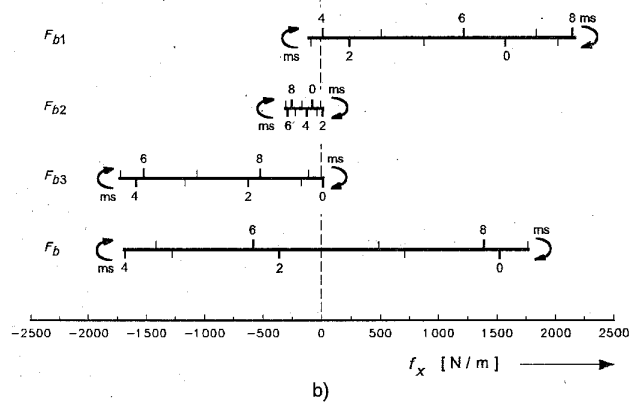 F_b1
4 6 8 ms
ms 2 0
F_b2
8 0 ms
ms 6 4 2
F_b3
6 8 ms
ms 4 2 0
F_b
6 8 ms
ms 4 2 0
-2500 -2000 -1500 -1000 -500 0 500 1000 1500 2000 2500
f_x [N/m]
b)